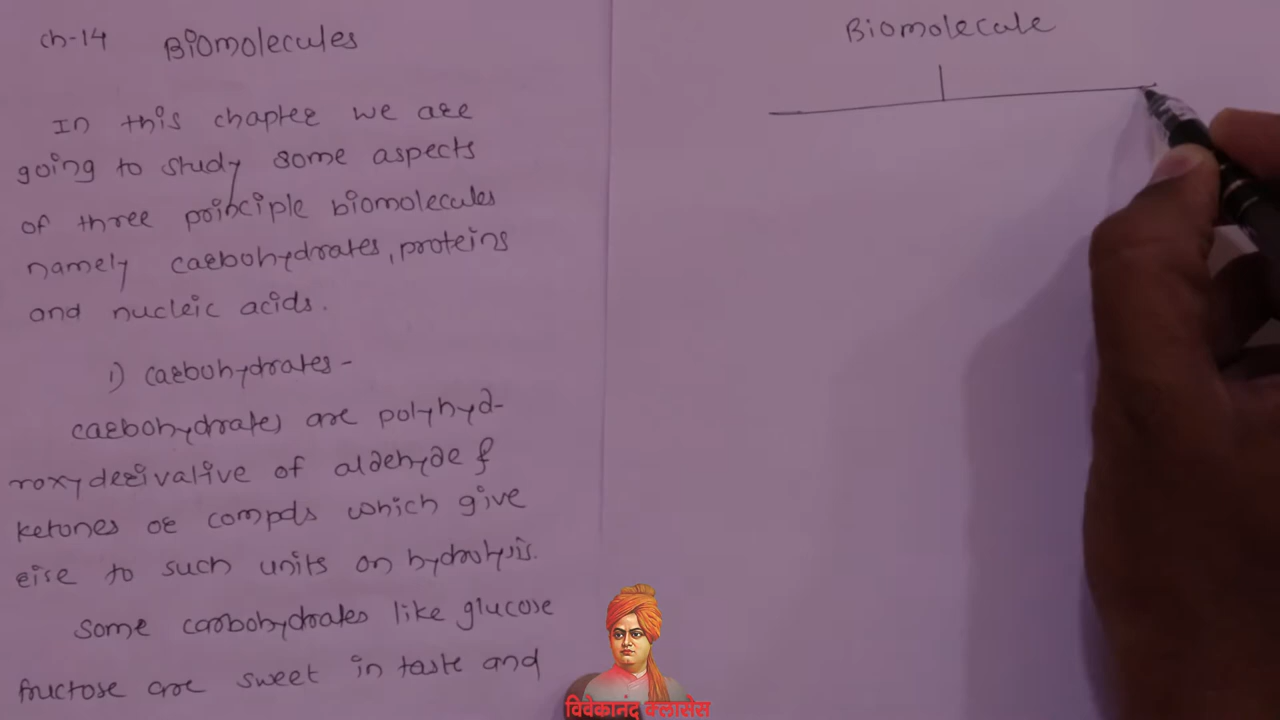 ch-14 Biomolecules
In this chapter we are
going to study some aspects
of three principle biomolecules
namely carbohydrates, proteins
and nucleic acids.
1) carbohydrates -
carbohydrates are polyhyd-
roxyderivative of aldehyde &
ketones or compds which give
rise to such units on hydrolysis.
Some carbohydrates like glucose
fructose are sweet in taste and
Biomolecule
विवेकानंद क्लासेस